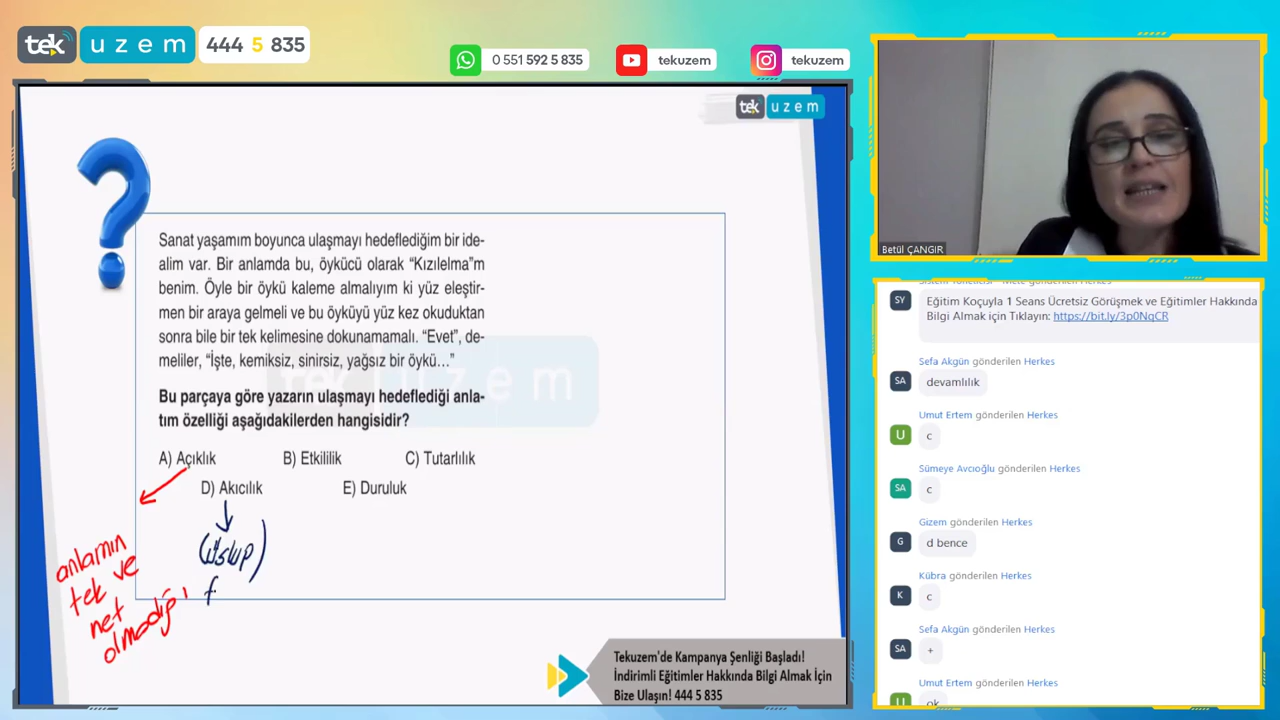 tek uzem 444 5 835
0 551 592 5 835
tekuzem
tekuzem
tek uzem
Sanat yaşamım boyunca ulaşmayı hedeflediğim bir ide-
alim var. Bir anlamda bu, öykücü olarak “Kızılelma”m
benim. Öyle bir öykü kaleme almalıyım ki yüz eleştir-
men bir araya gelmeli ve bu öyküyü yüz kez okuduktan
sonra bile bir tek kelimesine dokunamamalı. “Evet”, de-
meliler, “İşte, kemiksiz, sinirsiz, yağsız bir öykü...”
tek uzem
Bu parçaya göre yazarın ulaşmayı hedeflediği anla-
tım özelliği aşağıdakilerden hangisidir?
A) Açıklık B) Etkililik C) Tutarlılık
D) Akıcılık E) Duruluk
(üslup)
f
anlamın
tek ve
net
olmadığı
Tekuzem'de Kampanya Şenliği Başladı!
İndirimli Eğitimler Hakkında Bilgi Almak İçin
Bize Ulaşın! 444 5 835
Betül ÇANGIR
SY
Eğitim Koçuyla 1 Seans Ücretsiz Görüşmek ve Eğitimler Hakkında
Bilgi Almak için Tıklayın: https://bit.ly/3p0NqCR
Sefa Akgün gönderilen Herkes
SA devamlılık
Umut Ertem gönderilen Herkes
U c
Sümeye Avcıoğlu gönderilen Herkes
SA c
Gizem gönderilen Herkes
G d bence
Kübra gönderilen Herkes
K c
Sefa Akgün gönderilen Herkes
SA +
Umut Ertem gönderilen Herkes
U ok